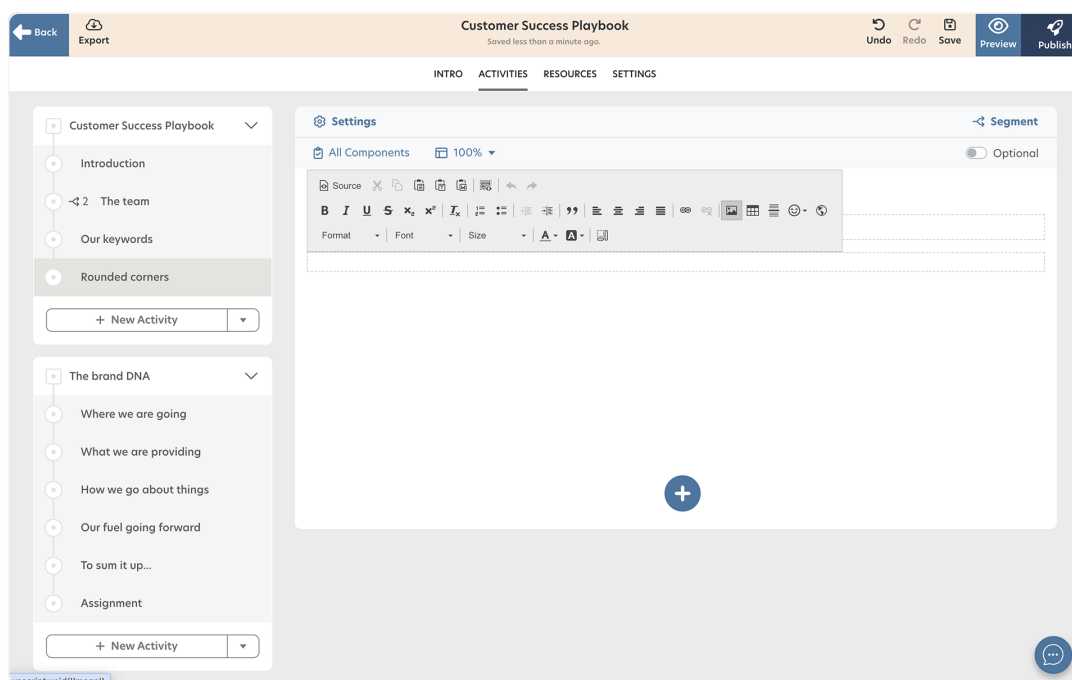 Back
Export
Customer Success Playbook
Saved less than a minute ago.
Undo
Redo
Save
Preview
Publish
INTRO ACTIVITIES RESOURCES SETTINGS
Customer Success Playbook
Introduction
2 The team
Our keywords
Rounded corners
+ New Activity
The brand DNA
Where we are going
What we are providing
How we go about things
Our fuel going forward
To sum it up...
Assignment
+ New Activity
Settings
Segment
All Components
100%
Optional
Source
B I U S x₂ x² Iₓ
Format Font Size A A